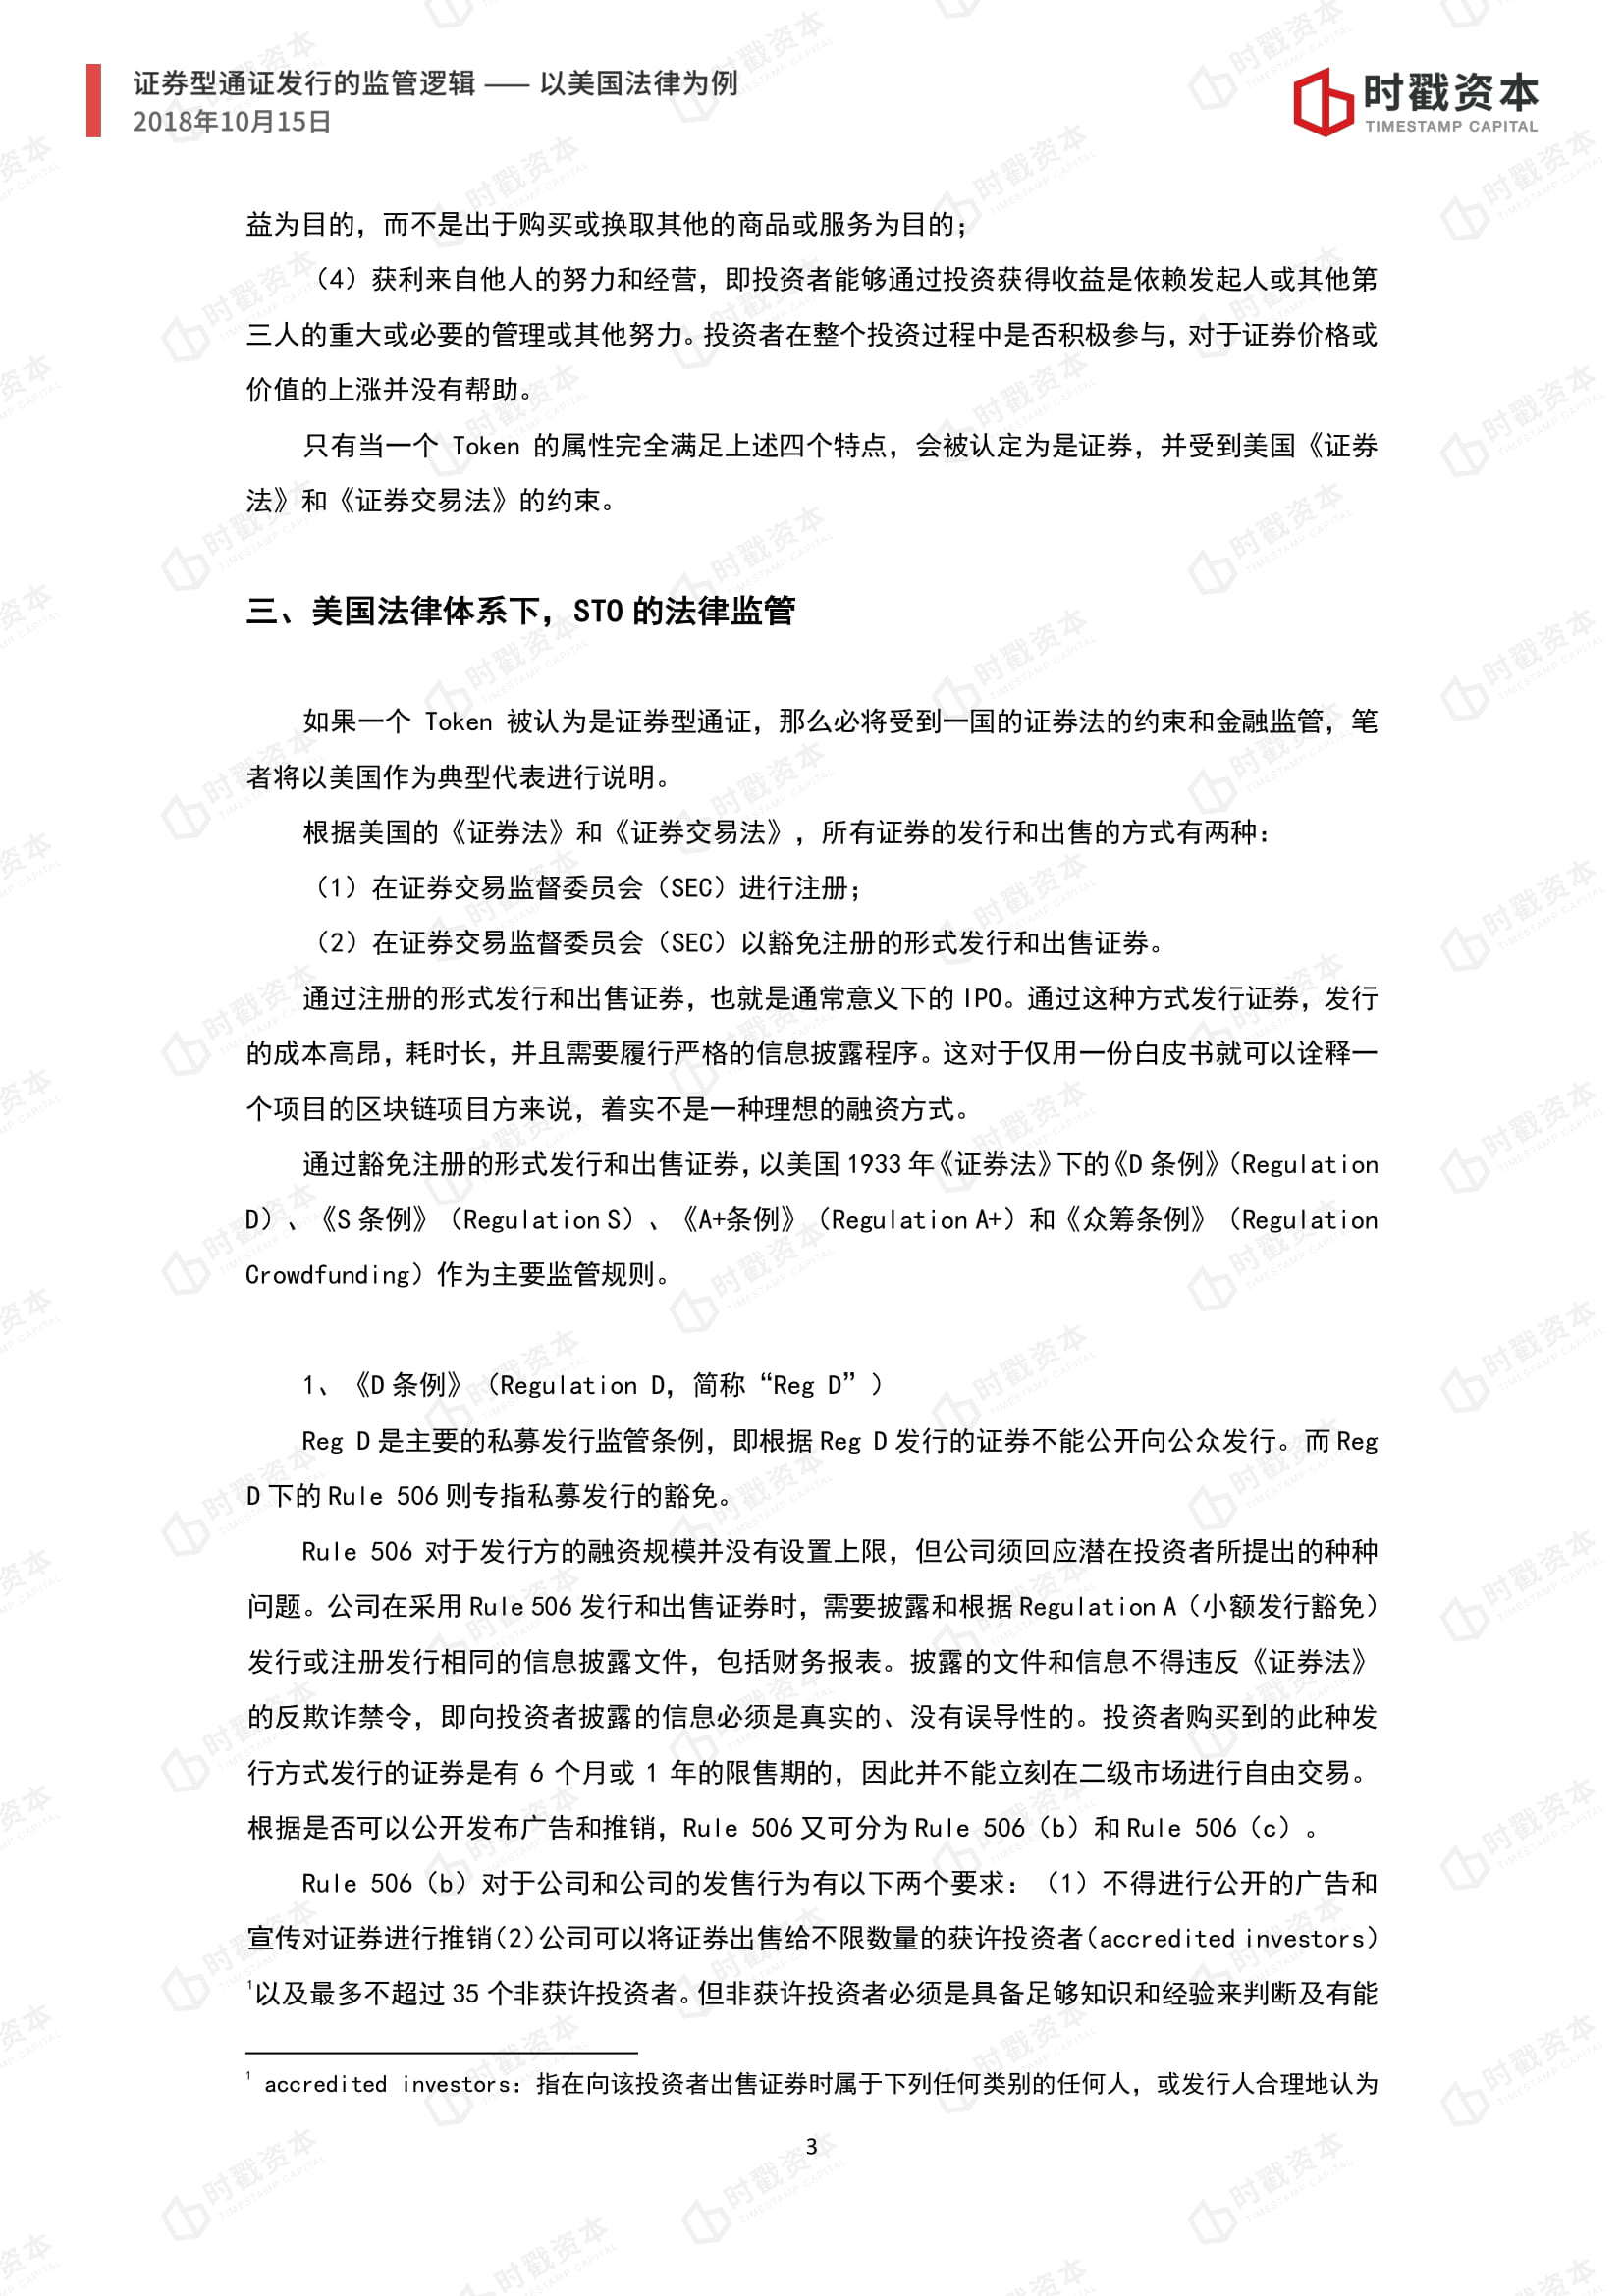 证券型通证发行的监管逻辑 —— 以美国法律为例
2018年10月15日
时戳资本
TIMESTAMP CAPITAL
益为目的，而不是出于购买或换取其他的商品或服务为目的；
（4）获利来自他人的努力和经营，即投资者能够通过投资获得收益是依赖发起人或其他第
三人的重大或必要的管理或其他努力。投资者在整个投资过程中是否积极参与，对于证券价格或
价值的上涨并没有帮助。
只有当一个 Token 的属性完全满足上述四个特点，会被认定为是证券，并受到美国《证券
法》和《证券交易法》的约束。
三、美国法律体系下，STO 的法律监管
如果一个 Token 被认为是证券型通证，那么必将受到一国的证券法的约束和金融监管，笔
者将以美国作为典型代表进行说明。
根据美国的《证券法》和《证券交易法》，所有证券的发行和出售的方式有两种：
（1）在证券交易监督委员会（SEC）进行注册；
（2）在证券交易监督委员会（SEC）以豁免注册的形式发行和出售证券。
通过注册的形式发行和出售证券，也就是通常意义下的 IPO。通过这种方式发行证券，发行
的成本高昂，耗时长，并且需要履行严格的信息披露程序。这对于仅用一份白皮书就可以诠释一
个项目的区块链项目方来说，着实不是一种理想的融资方式。
通过豁免注册的形式发行和出售证券，以美国 1933 年《证券法》下的《D 条例》（Regulation
D）、《S 条例》（Regulation S）、《A+条例》（Regulation A+）和《众筹条例》（Regulation
Crowdfunding）作为主要监管规则。
1、《D 条例》（Regulation D，简称“Reg D”）
Reg D 是主要的私募发行监管条例，即根据 Reg D 发行的证券不能公开向公众发行。而 Reg
D 下的 Rule 506 则专指私募发行的豁免。
Rule 506 对于发行方的融资规模并没有设置上限，但公司须回应潜在投资者所提出的种种
问题。公司在采用 Rule 506 发行和出售证券时，需要披露和根据 Regulation A（小额发行豁免）
发行或注册发行相同的信息披露文件，包括财务报表。披露的文件和信息不得违反《证券法》
的反欺诈禁令，即向投资者披露的信息必须是真实的、没有误导性的。投资者购买到的此种发
行方式发行的证券是有 6 个月或 1 年的限售期的，因此并不能立刻在二级市场进行自由交易。
根据是否可以公开发布广告和推销，Rule 506 又可分为 Rule 506（b）和 Rule 506（c）。
Rule 506（b）对于公司和公司的发售行为有以下两个要求：（1）不得进行公开的广告和
宣传对证券进行推销（2）公司可以将证券出售给不限数量的获许投资者（accredited investors）
1以及最多不超过 35 个非获许投资者。但非获许投资者必须是具备足够知识和经验来判断及有能
1 accredited investors：指在向该投资者出售证券时属于下列任何类别的任何人，或发行人合理地认为
3